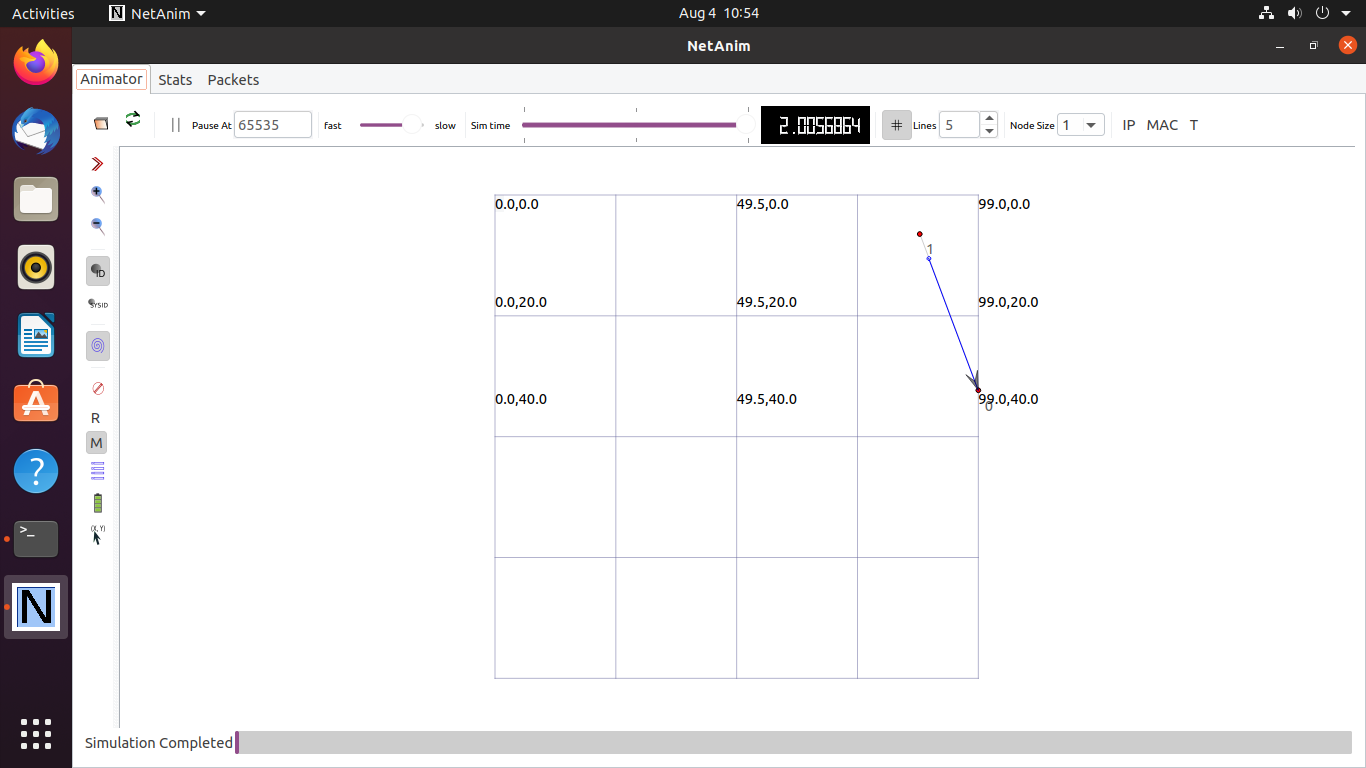 Activities NetAnim Aug 4 10:54
NetAnim
Animator Stats Packets
Pause At 65535 fast slow Sim time 2.0056864 # Lines 5 Node Size 1 IP MAC T
0.0,0.0 49.5,0.0 99.0,0.0
1
ID
SYSID
0.0,20.0 49.5,20.0 99.0,20.0
0.0,40.0 49.5,40.0 99.0,40.0
0
R
M
(X, Y)
>_
N
Simulation Completed